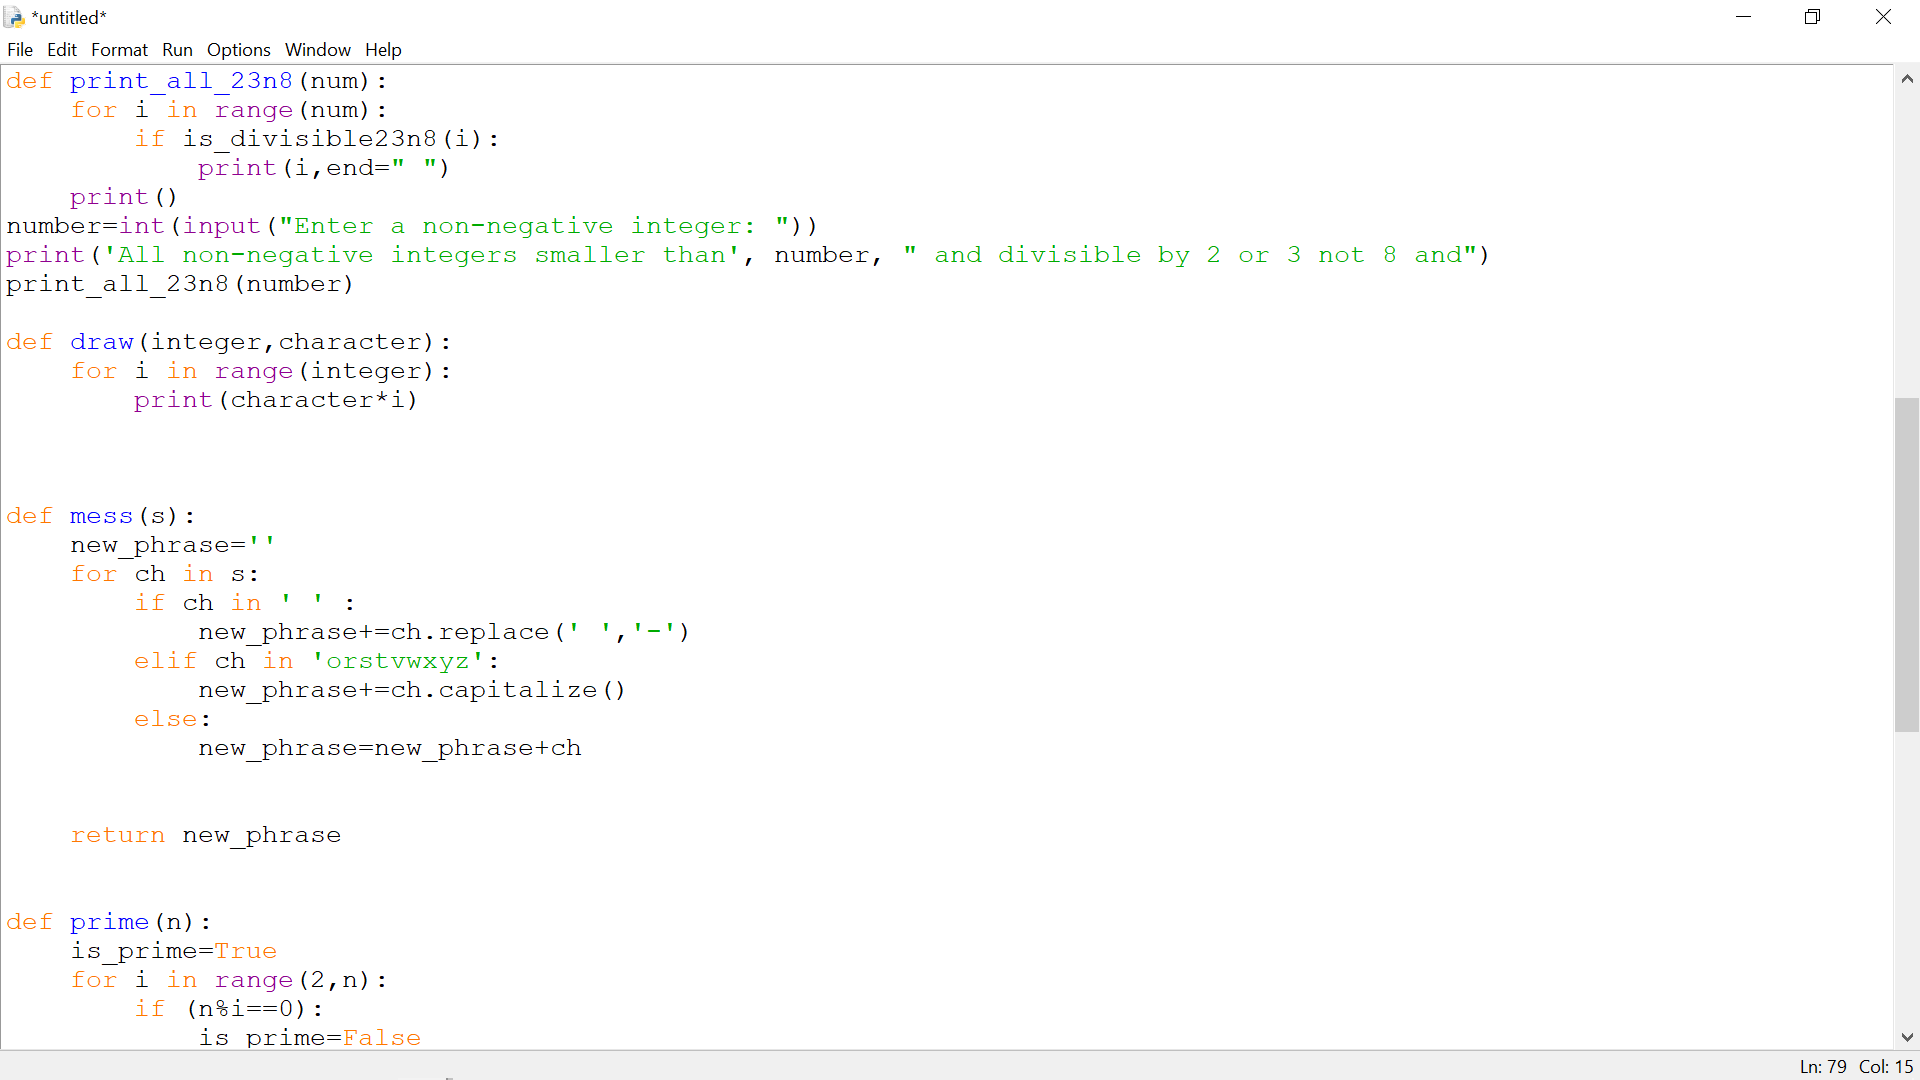 *untitled*
File Edit Format Run Options Window Help
def print_all_23n8(num):
    for i in range(num):
        if is_divisible23n8(i):
            print(i,end=" ")
    print()
number=int(input("Enter a non-negative integer: "))
print('All non-negative integers smaller than', number, " and divisible by 2 or 3 not 8 and")
print_all_23n8(number)
def draw(integer,character):
    for i in range(integer):
        print(character*i)
def mess(s):
    new_phrase=''
    for ch in s:
        if ch in ' ' :
            new_phrase+=ch.replace(' ','-')
        elif ch in 'orstvwxyz':
            new_phrase+=ch.capitalize()
        else:
            new_phrase=new_phrase+ch
    return new_phrase
def prime(n):
    is_prime=True
    for i in range(2,n):
        if (n%i==0):
            is_prime=False
Ln: 79 Col: 15